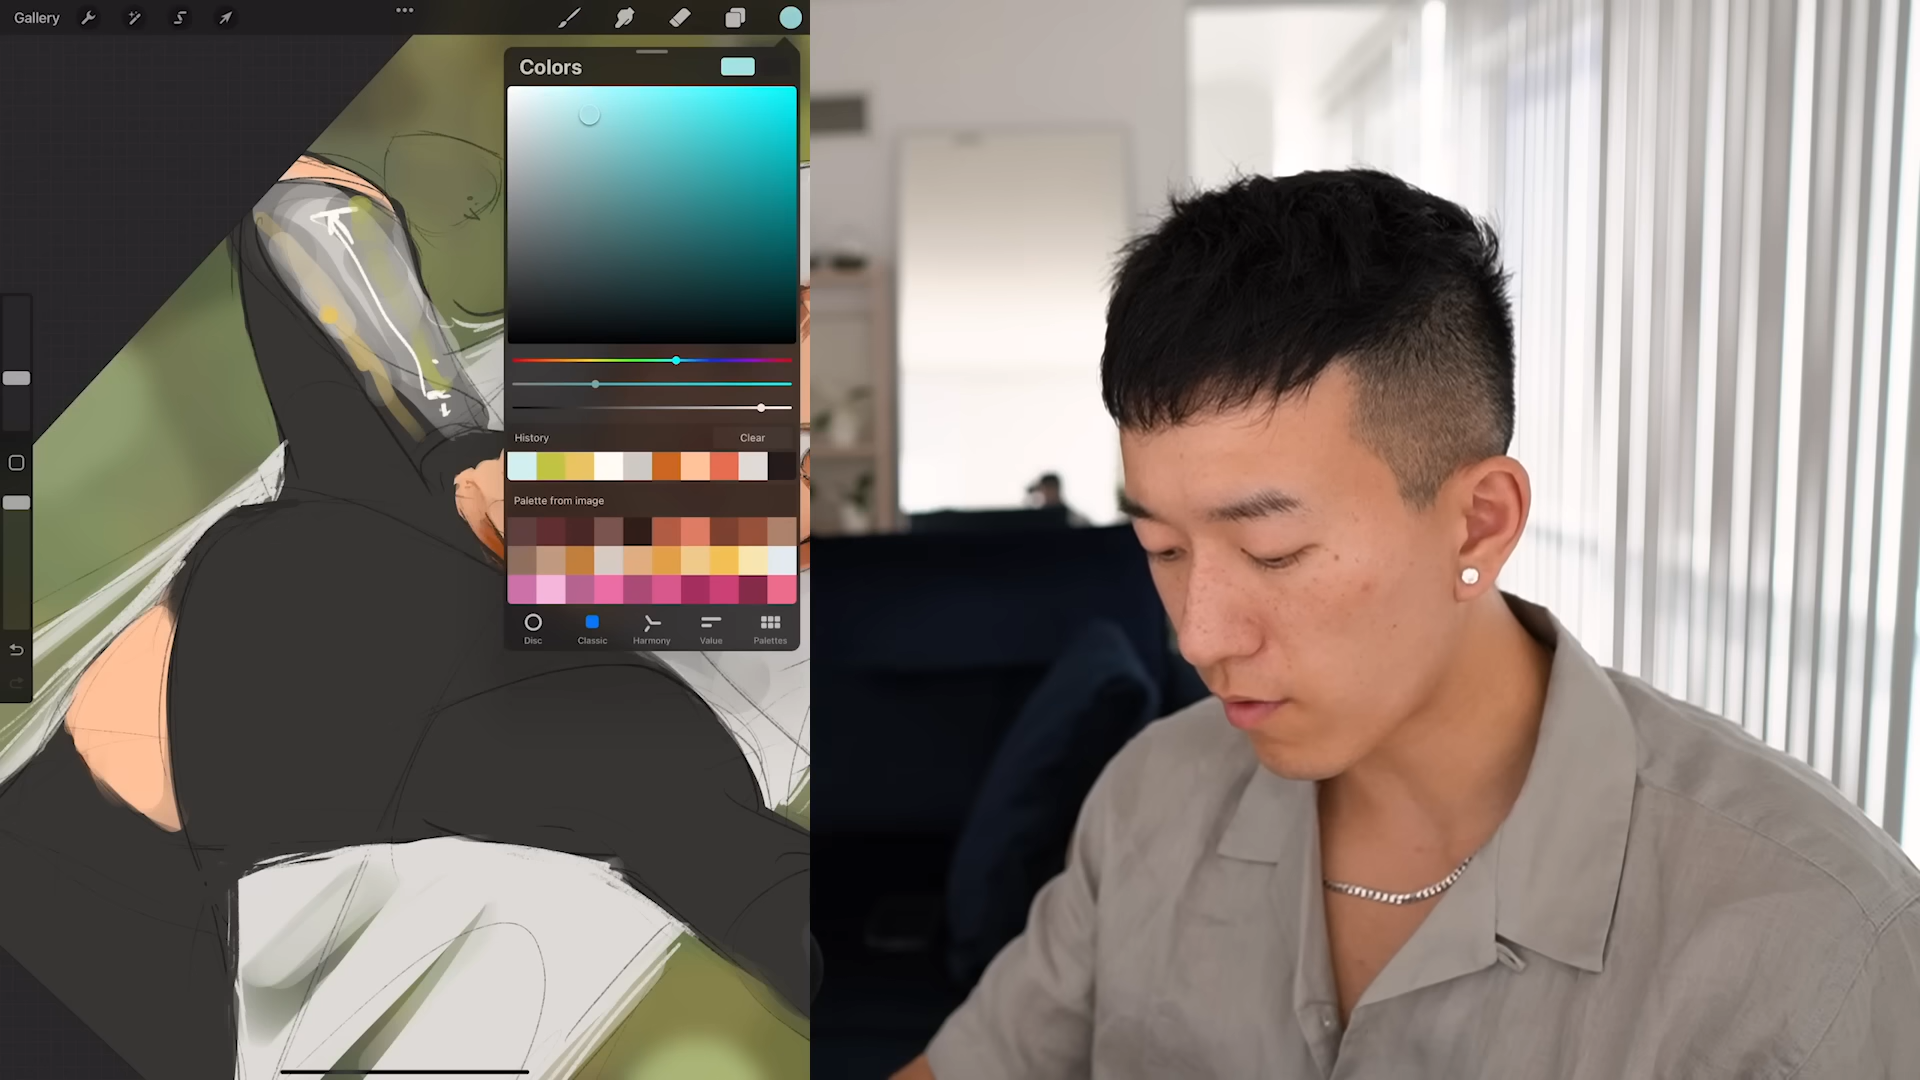 Gallery
Colors
History
Clear
Palette from image
Disc
Classic
Harmony
Value
Palettes